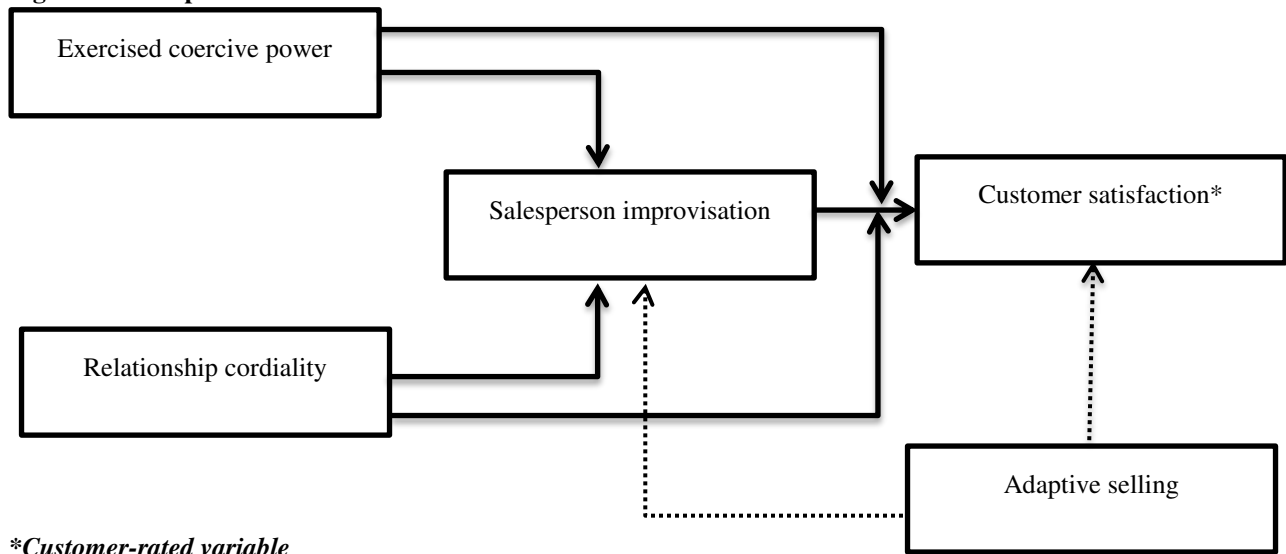 Exercised coercive power
Customer satisfaction*
Salesperson improvisation
Relationship cordiality
Adaptive selling
*Customer-rated variable